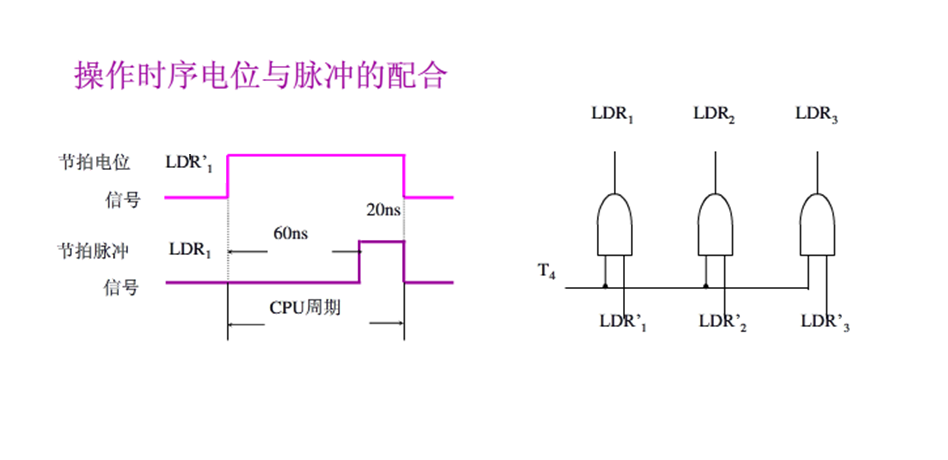 操作时序电位与脉冲的配合
节拍电位 LDR’1
信号
20ns
60ns
节拍脉冲 LDR1
信号
CPU周期
LDR1 LDR2 LDR3
T4
LDR’1 LDR’2 LDR’3